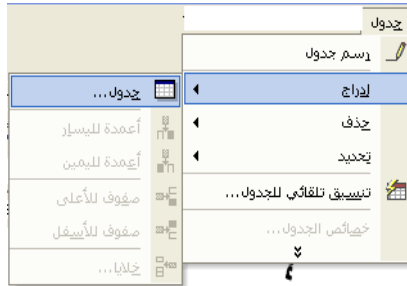 جدول
رسم جدول
إدراج
حذف
تحديد
تنسيق تلقائي للجدول...
خصائص الجدول...
جدول...
أعمدة لليسار
أعمدة لليمين
صفوف للأعلى
صفوف للأسفل
خلايا...